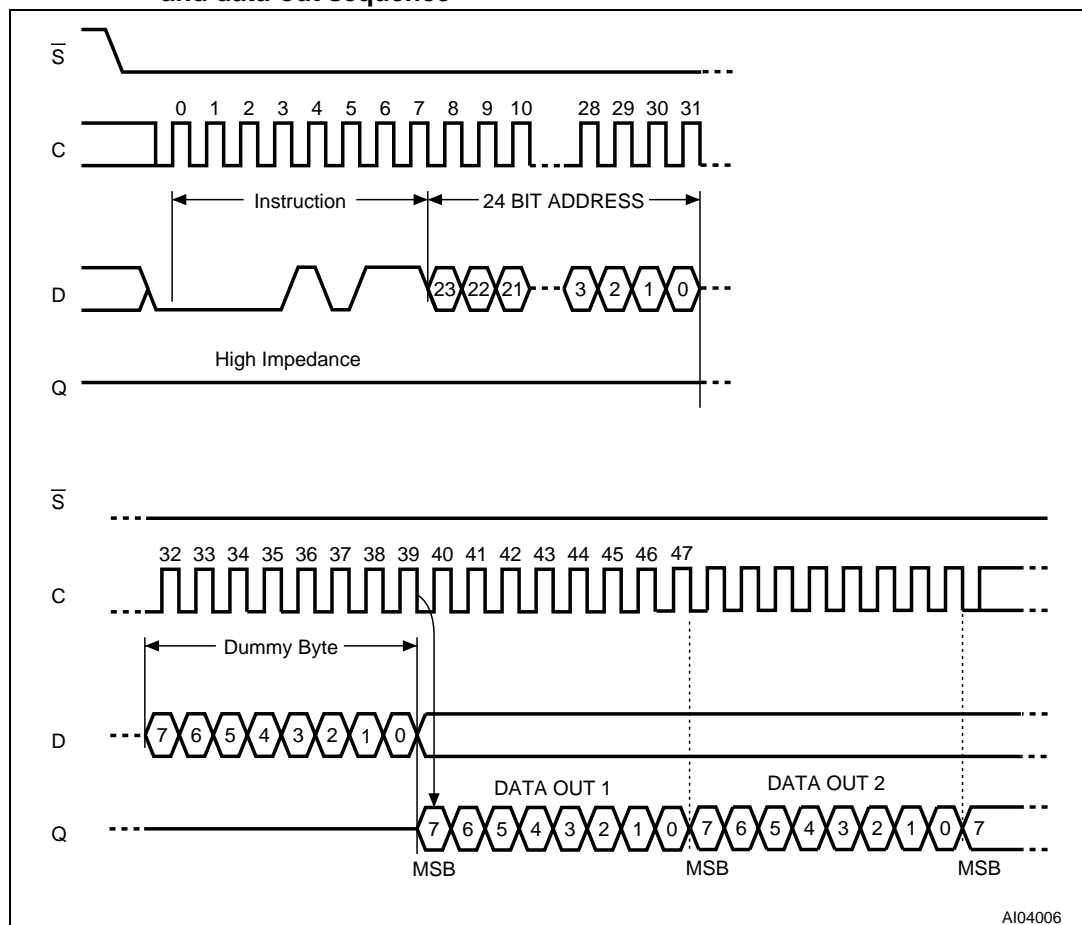 and data-out sequence
S
0 1 2 3 4 5 6 7 8 9 10 28 29 30 31
C
Instruction 24 BIT ADDRESS
D 23 22 21 3 2 1 0
High Impedance
Q
S
32 33 34 35 36 37 38 39 40 41 42 43 44 45 46 47
C
Dummy Byte
D 7 6 5 4 3 2 1 0
DATA OUT 1 DATA OUT 2
Q 7 6 5 4 3 2 1 0 7 6 5 4 3 2 1 0 7
MSB MSB MSB
AI04006